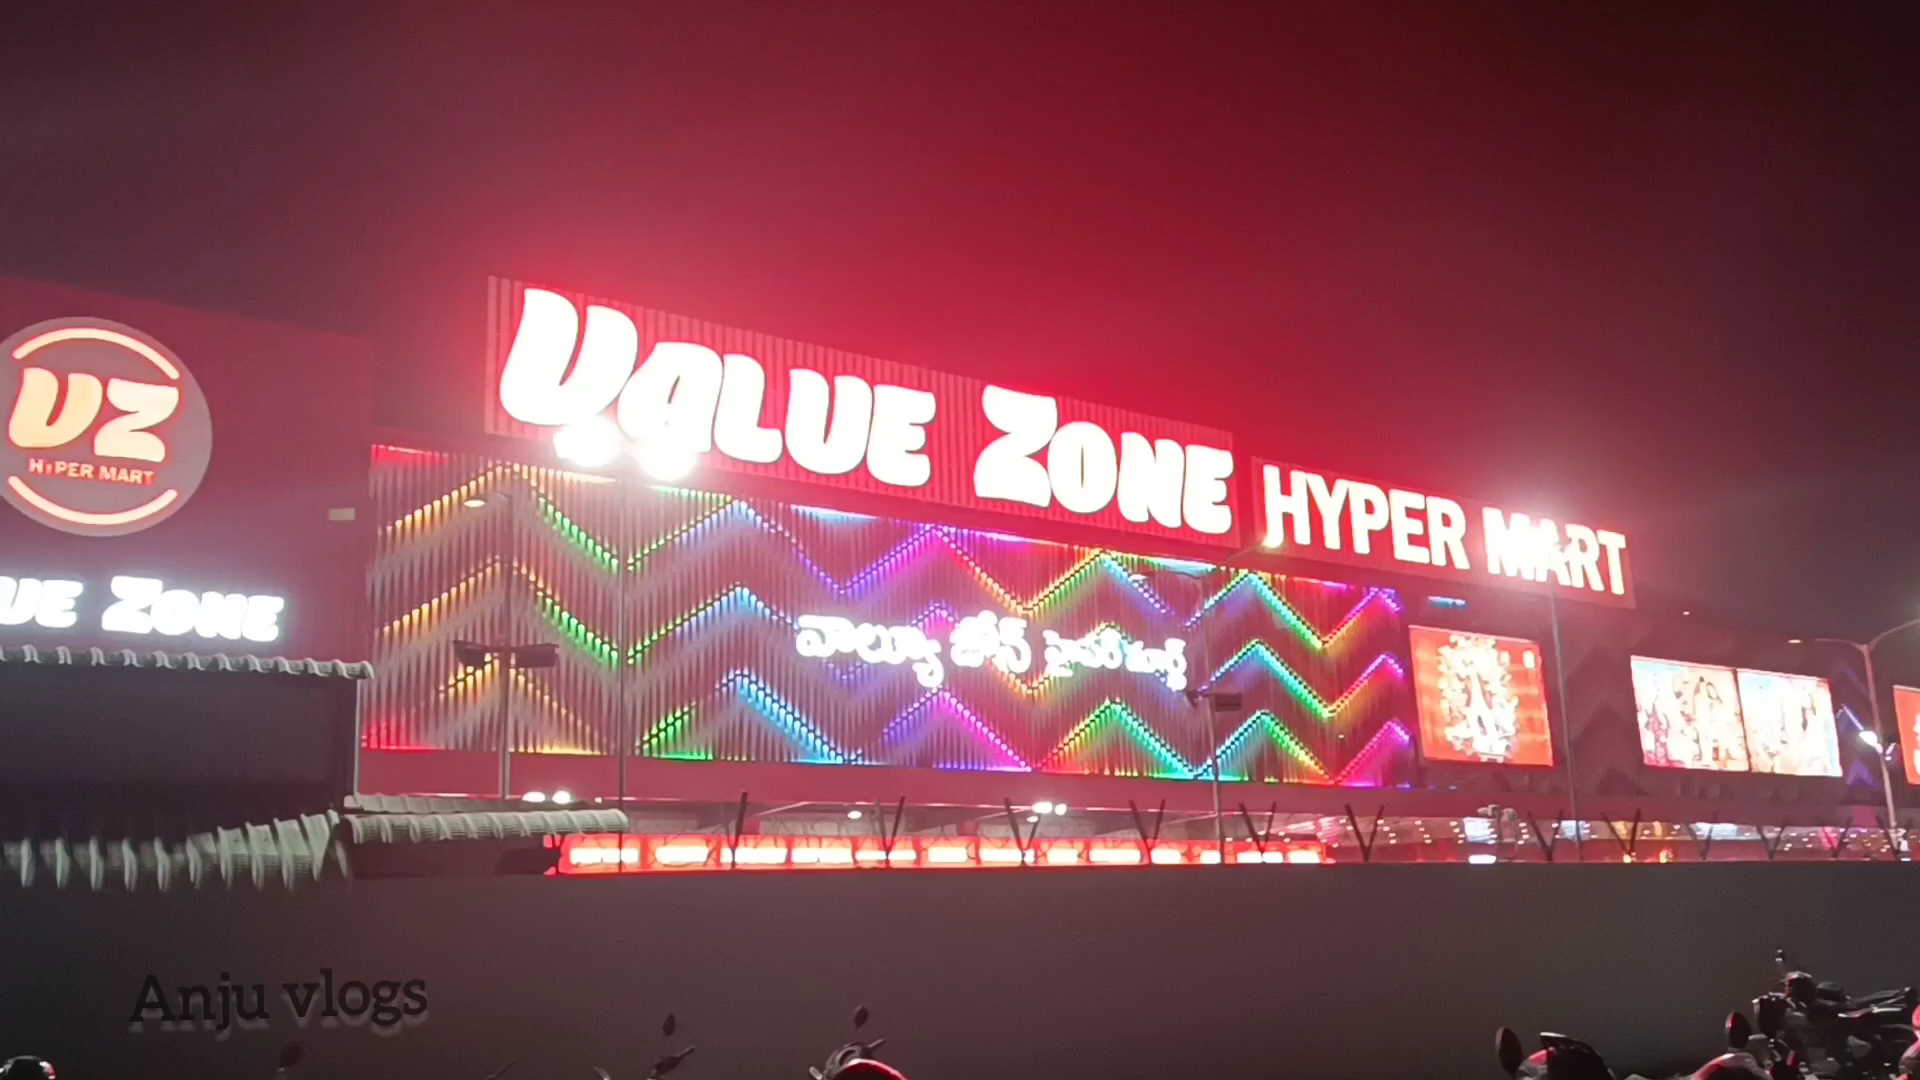 VALUE ZONE HYPER MART
VZ
HYPER MART
UE ZONE
వాల్యూ జోన్ హైపర్ మార్ట్
Anju vlogs